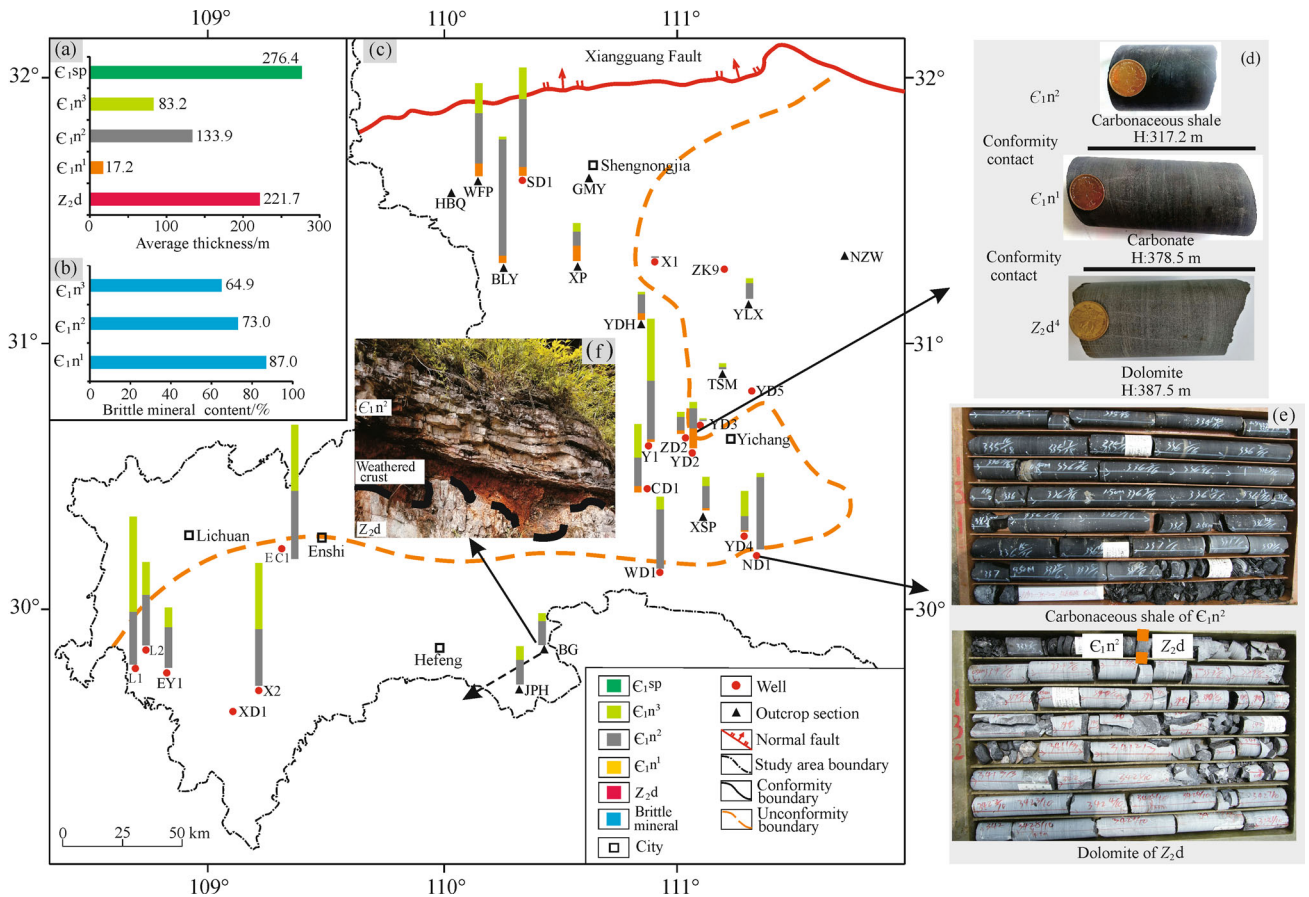 109°
110°
111°
32°
31°
30°
109°
110°
111°
(a)
Є₁sp
276.4
Є₁n³
83.2
Є₁n²
133.9
Є₁n¹
17.2
Z₂d
221.7
0
100
200
300
Average thickness/m
(b)
Є₁n³
64.9
Є₁n²
73.0
Є₁n¹
87.0
0
20
40
60
80
100
Brittle mineral content/%
(c)
Xiangguang Fault
Shengnongjia
WFP
SD1
GMY
HBQ
BLY
XP
X1
ZK9
NZW
YLX
YDH
TSM
YD5
YD3
Y1
ZD2
YD2
Yichang
CD1
XSP
YD4
ND1
WD1
Lichuan
Enshi
EC1
L2
L1
EY1
X2
XD1
Hefeng
BG
JPH
0
25
50 km
(f)
Є₁n²
Weathered
crust
Z₂d
Є₁sp
Є₁n³
Є₁n²
Є₁n¹
Z₂d
Brittle
mineral
City
Well
Outcrop section
Normal fault
Study area boundary
Conformity
boundary
Unconformity
boundary
(d)
Є₁n²
Carbonaceous shale
H:317.2 m
Conformity
contact
Є₁n¹
Carbonate
H:378.5 m
Conformity
contact
Z₂d⁴
Dolomite
H:387.5 m
(e)
Carbonaceous shale of Є₁n²
Є₁n²
Z₂d
Dolomite of Z₂d